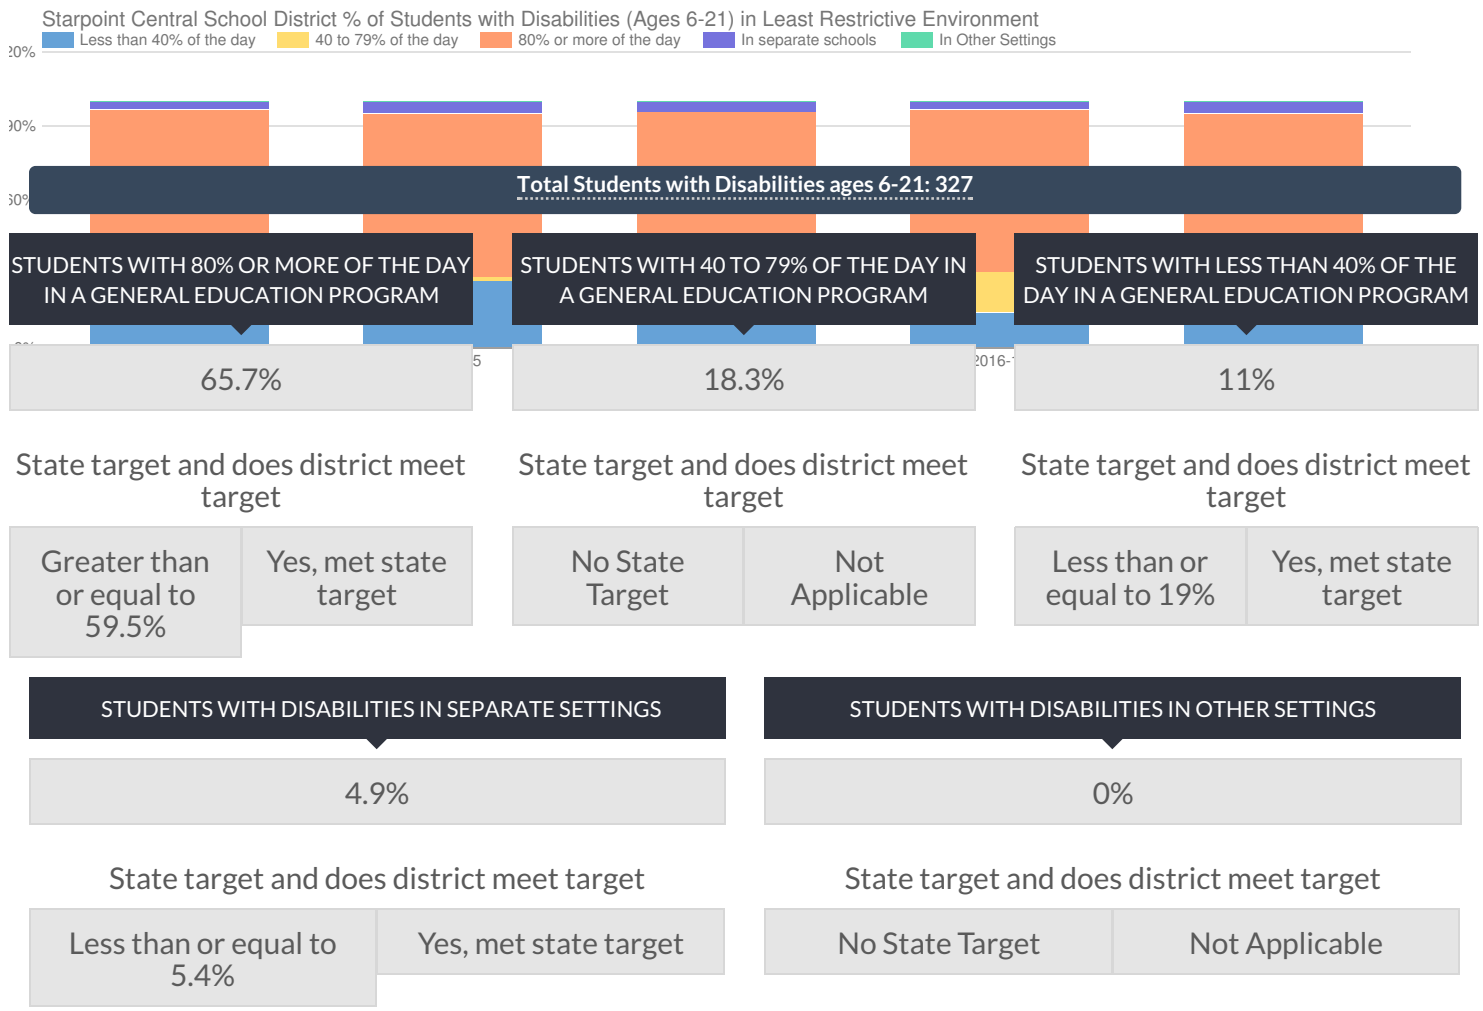 Starpoint Central School District % of Students with Disabilities (Ages 6-21) in Least Restrictive Environment
Less than 40% of the day 40 to 79% of the day 80% or more of the day In separate schools In Other Settings
20%
90%
Total Students with Disabilities ages 6-21: 327
60%
STUDENTS WITH 80% OR MORE OF THE DAY
IN A GENERAL EDUCATION PROGRAM
STUDENTS WITH 40 TO 79% OF THE DAY IN
A GENERAL EDUCATION PROGRAM
STUDENTS WITH LESS THAN 40% OF THE
DAY IN A GENERAL EDUCATION PROGRAM
5
2016-1
65.7%
18.3%
11%
State target and does district meet
target
State target and does district meet
target
State target and does district meet
target
Greater than
or equal to
59.5%
Yes, met state
target
No State
Target
Not
Applicable
Less than or
equal to 19%
Yes, met state
target
STUDENTS WITH DISABILITIES IN SEPARATE SETTINGS
STUDENTS WITH DISABILITIES IN OTHER SETTINGS
4.9%
0%
State target and does district meet target
State target and does district meet target
Less than or equal to
5.4%
Yes, met state target
No State Target
Not Applicable